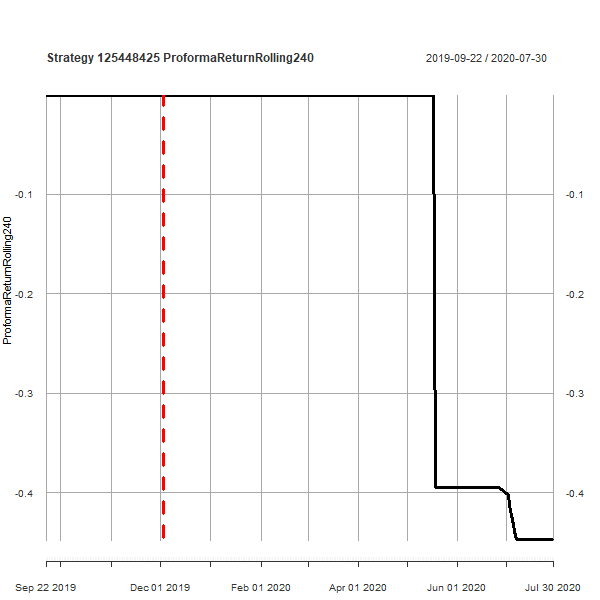 Strategy 125448425 ProformaReturnRolling240
2019-09-22 / 2020-07-30
ProformaReturnRolling240
-0.1
-0.1
-0.2
-0.2
-0.3
-0.3
-0.4
-0.4
Sep 22 2019
Dec 01 2019
Feb 01 2020
Apr 01 2020
Jun 01 2020
Jul 30 2020